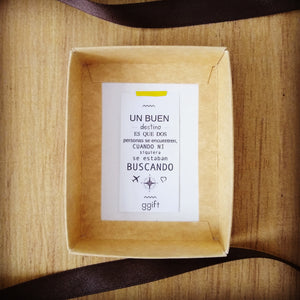 UN BUEN
destino
ES QUE DOS
personas se encuentren,
CUANDO NI
siquiera
se estaban
BUSCANDO
ggift